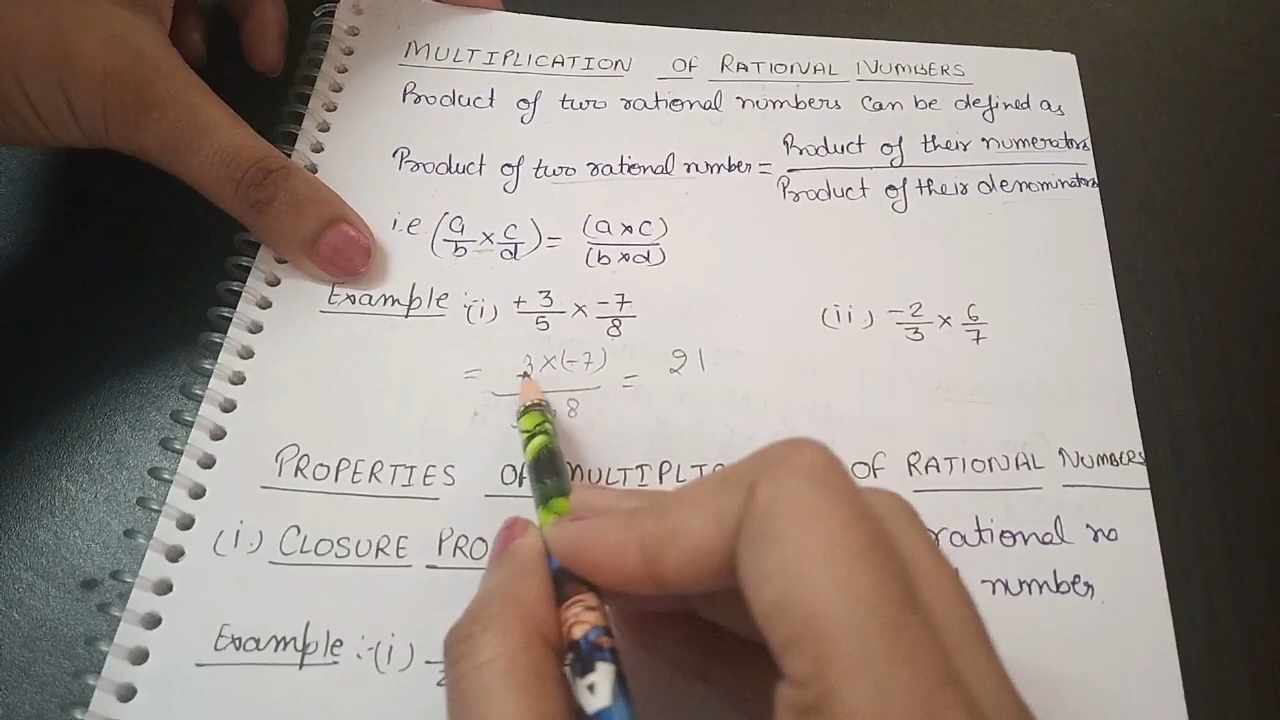 MULTIPLICATION OF RATIONAL NUMBERS
Product of two rational numbers can be defined as
Product of two rational number = Product of their numerators
Product of their denominators
i.e (a/b × c/d) = (a×c)/(b×d)
Example :-(i) +3/5 × -7/8
(ii) -2/3 × 6/7
= 3×(-7) = 21
8
PROPERTIES OF OF RATIONAL NUMBERS
(i.) CLOSURE rational no
number
Example :-(i)